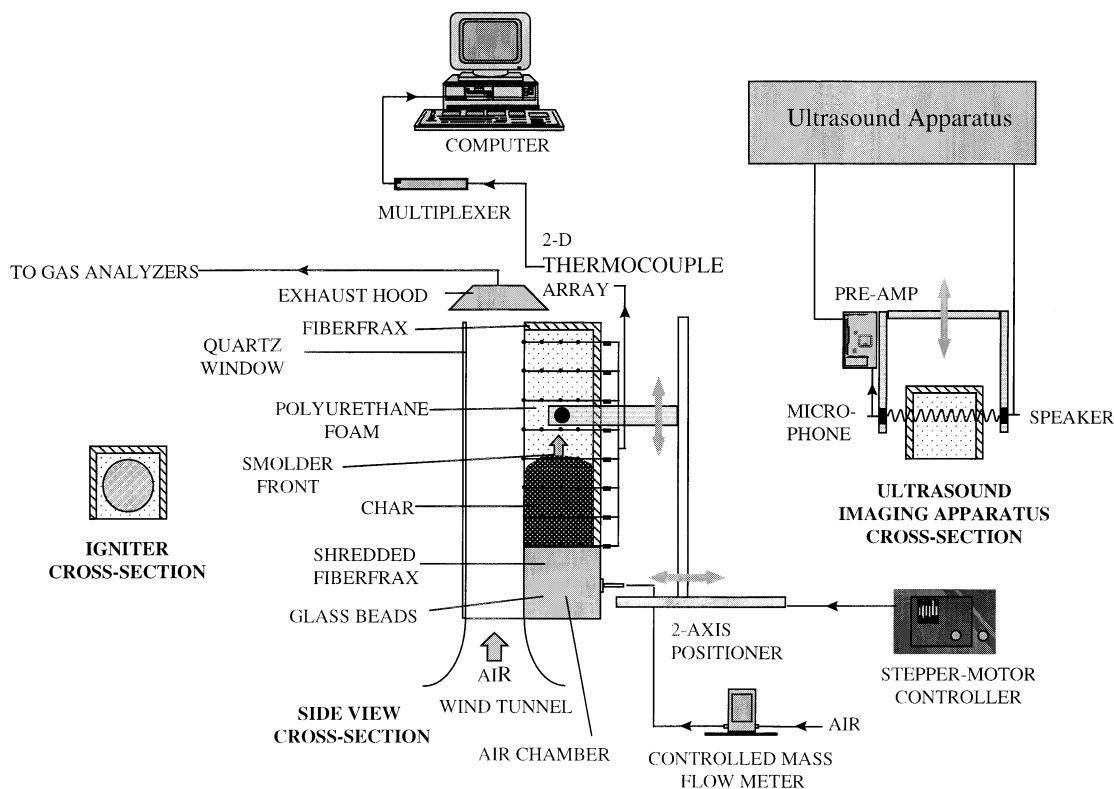 COMPUTER
Ultrasound Apparatus
MULTIPLEXER
2-D
THERMOCOUPLE
ARRAY
TO GAS ANALYZERS
EXHAUST HOOD
PRE-AMP
FIBERFRAX
QUARTZ
WINDOW
POLYURETHANE
FOAM
MICRO-
PHONE
SPEAKER
SMOLDER
FRONT
CHAR
ULTRASOUND
IMAGING APPARATUS
CROSS-SECTION
IGNITER
CROSS-SECTION
SHREDDED
FIBERFRAX
GLASS BEADS
2-AXIS
POSITIONER
STEPPER-MOTOR
CONTROLLER
AIR
WIND TUNNEL
SIDE VIEW
CROSS-SECTION
AIR CHAMBER
AIR
CONTROLLED MASS
FLOW METER